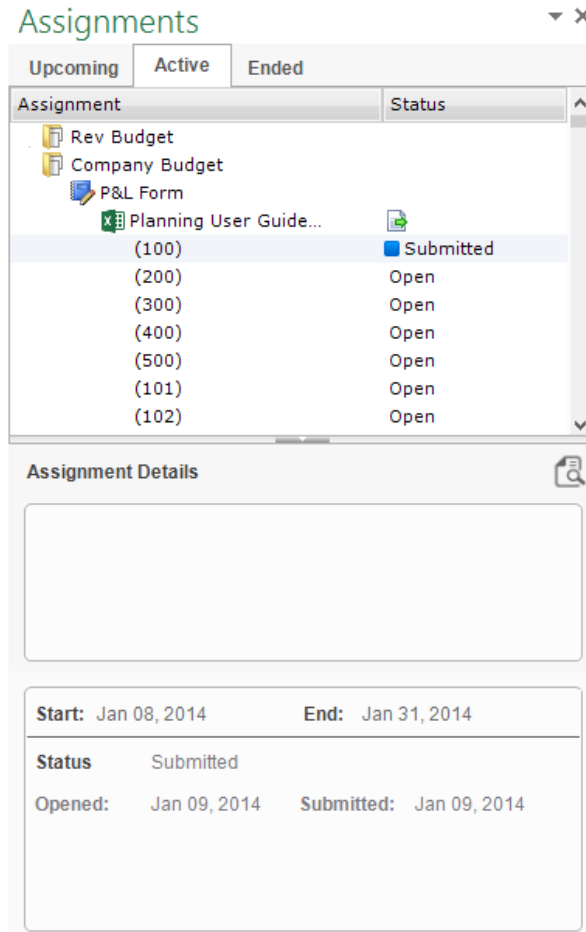 Assignments
Upcoming Active Ended
Assignment Status
Rev Budget
Company Budget
P&L Form
Planning User Guide...
(100) Submitted
(200) Open
(300) Open
(400) Open
(500) Open
(101) Open
(102) Open
Assignment Details
Start: Jan 08, 2014 End: Jan 31, 2014
Status Submitted
Opened: Jan 09, 2014 Submitted: Jan 09, 2014